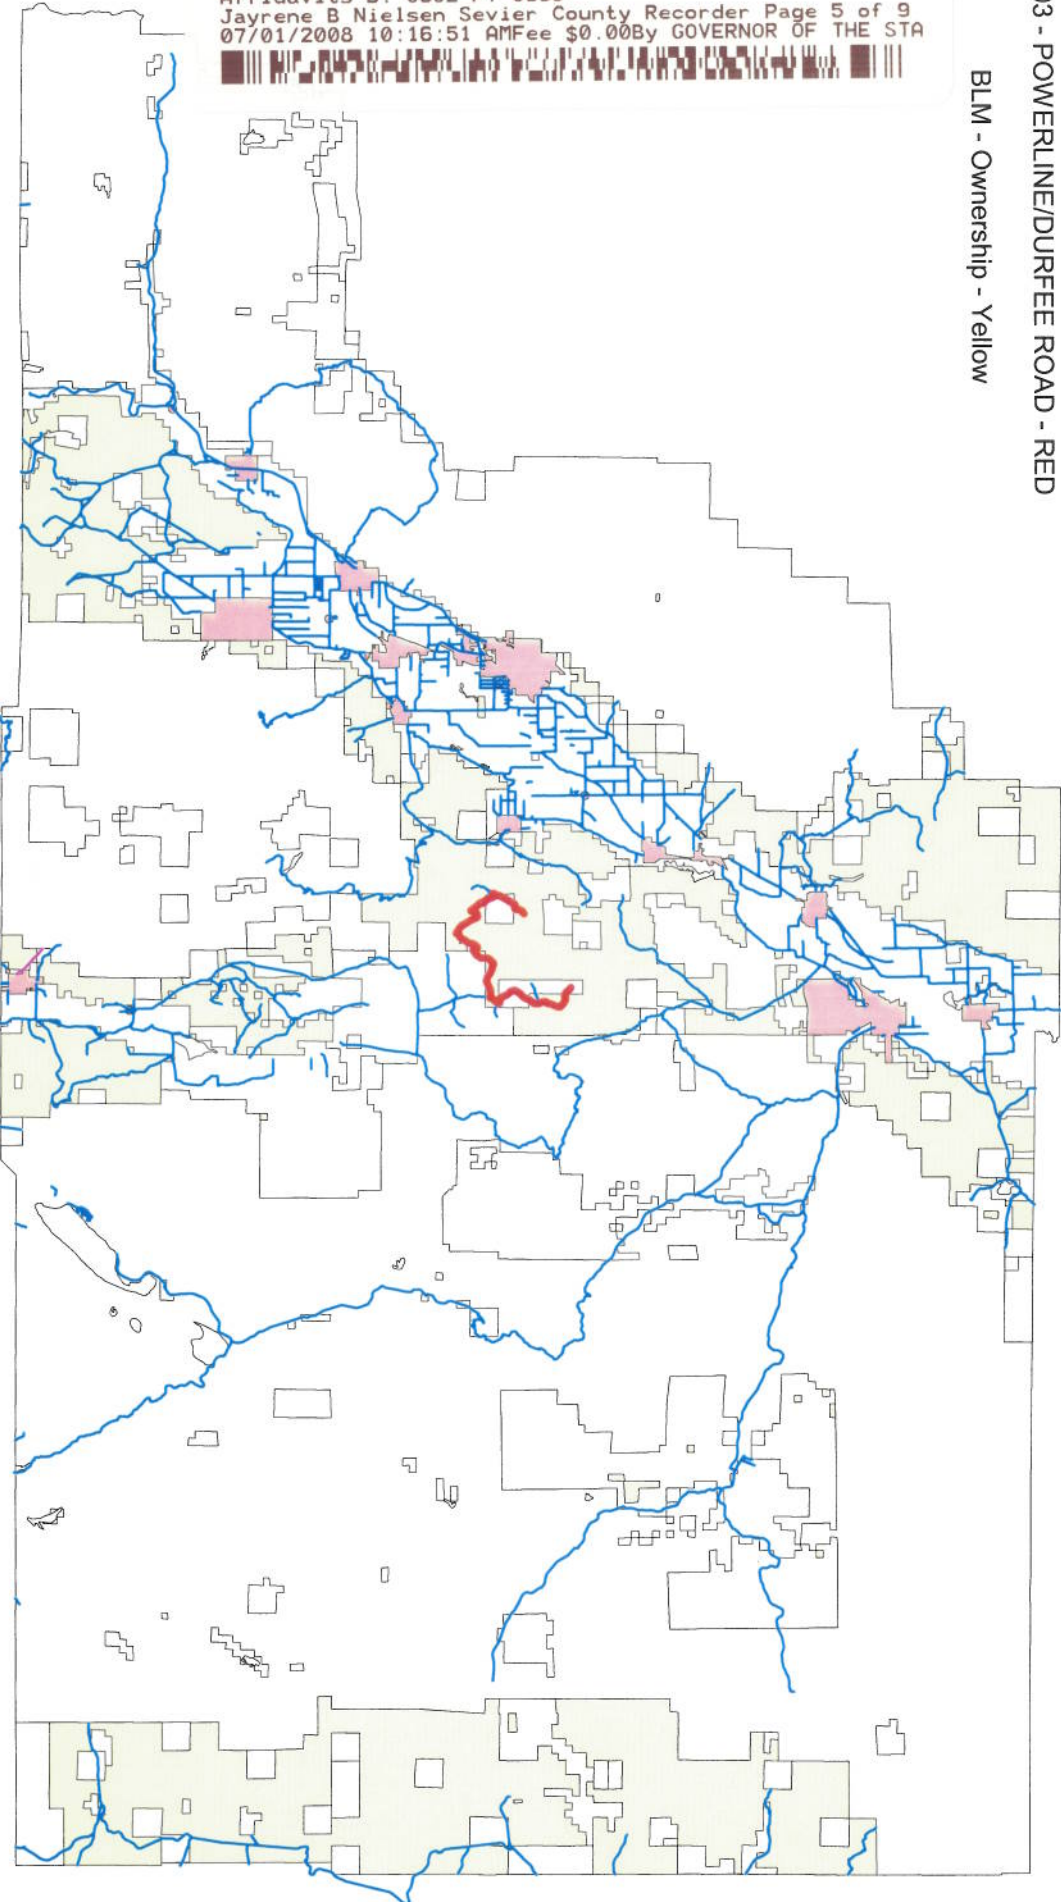 Jayrene B Nielsen Sevier County Recorder Page 5 of 9
07/01/2008 10:16:51 AMFee $0.00By GOVERNOR OF THE STA
03 - POWERLINE/DURFEE ROAD - RED
BLM - Ownership - Yellow